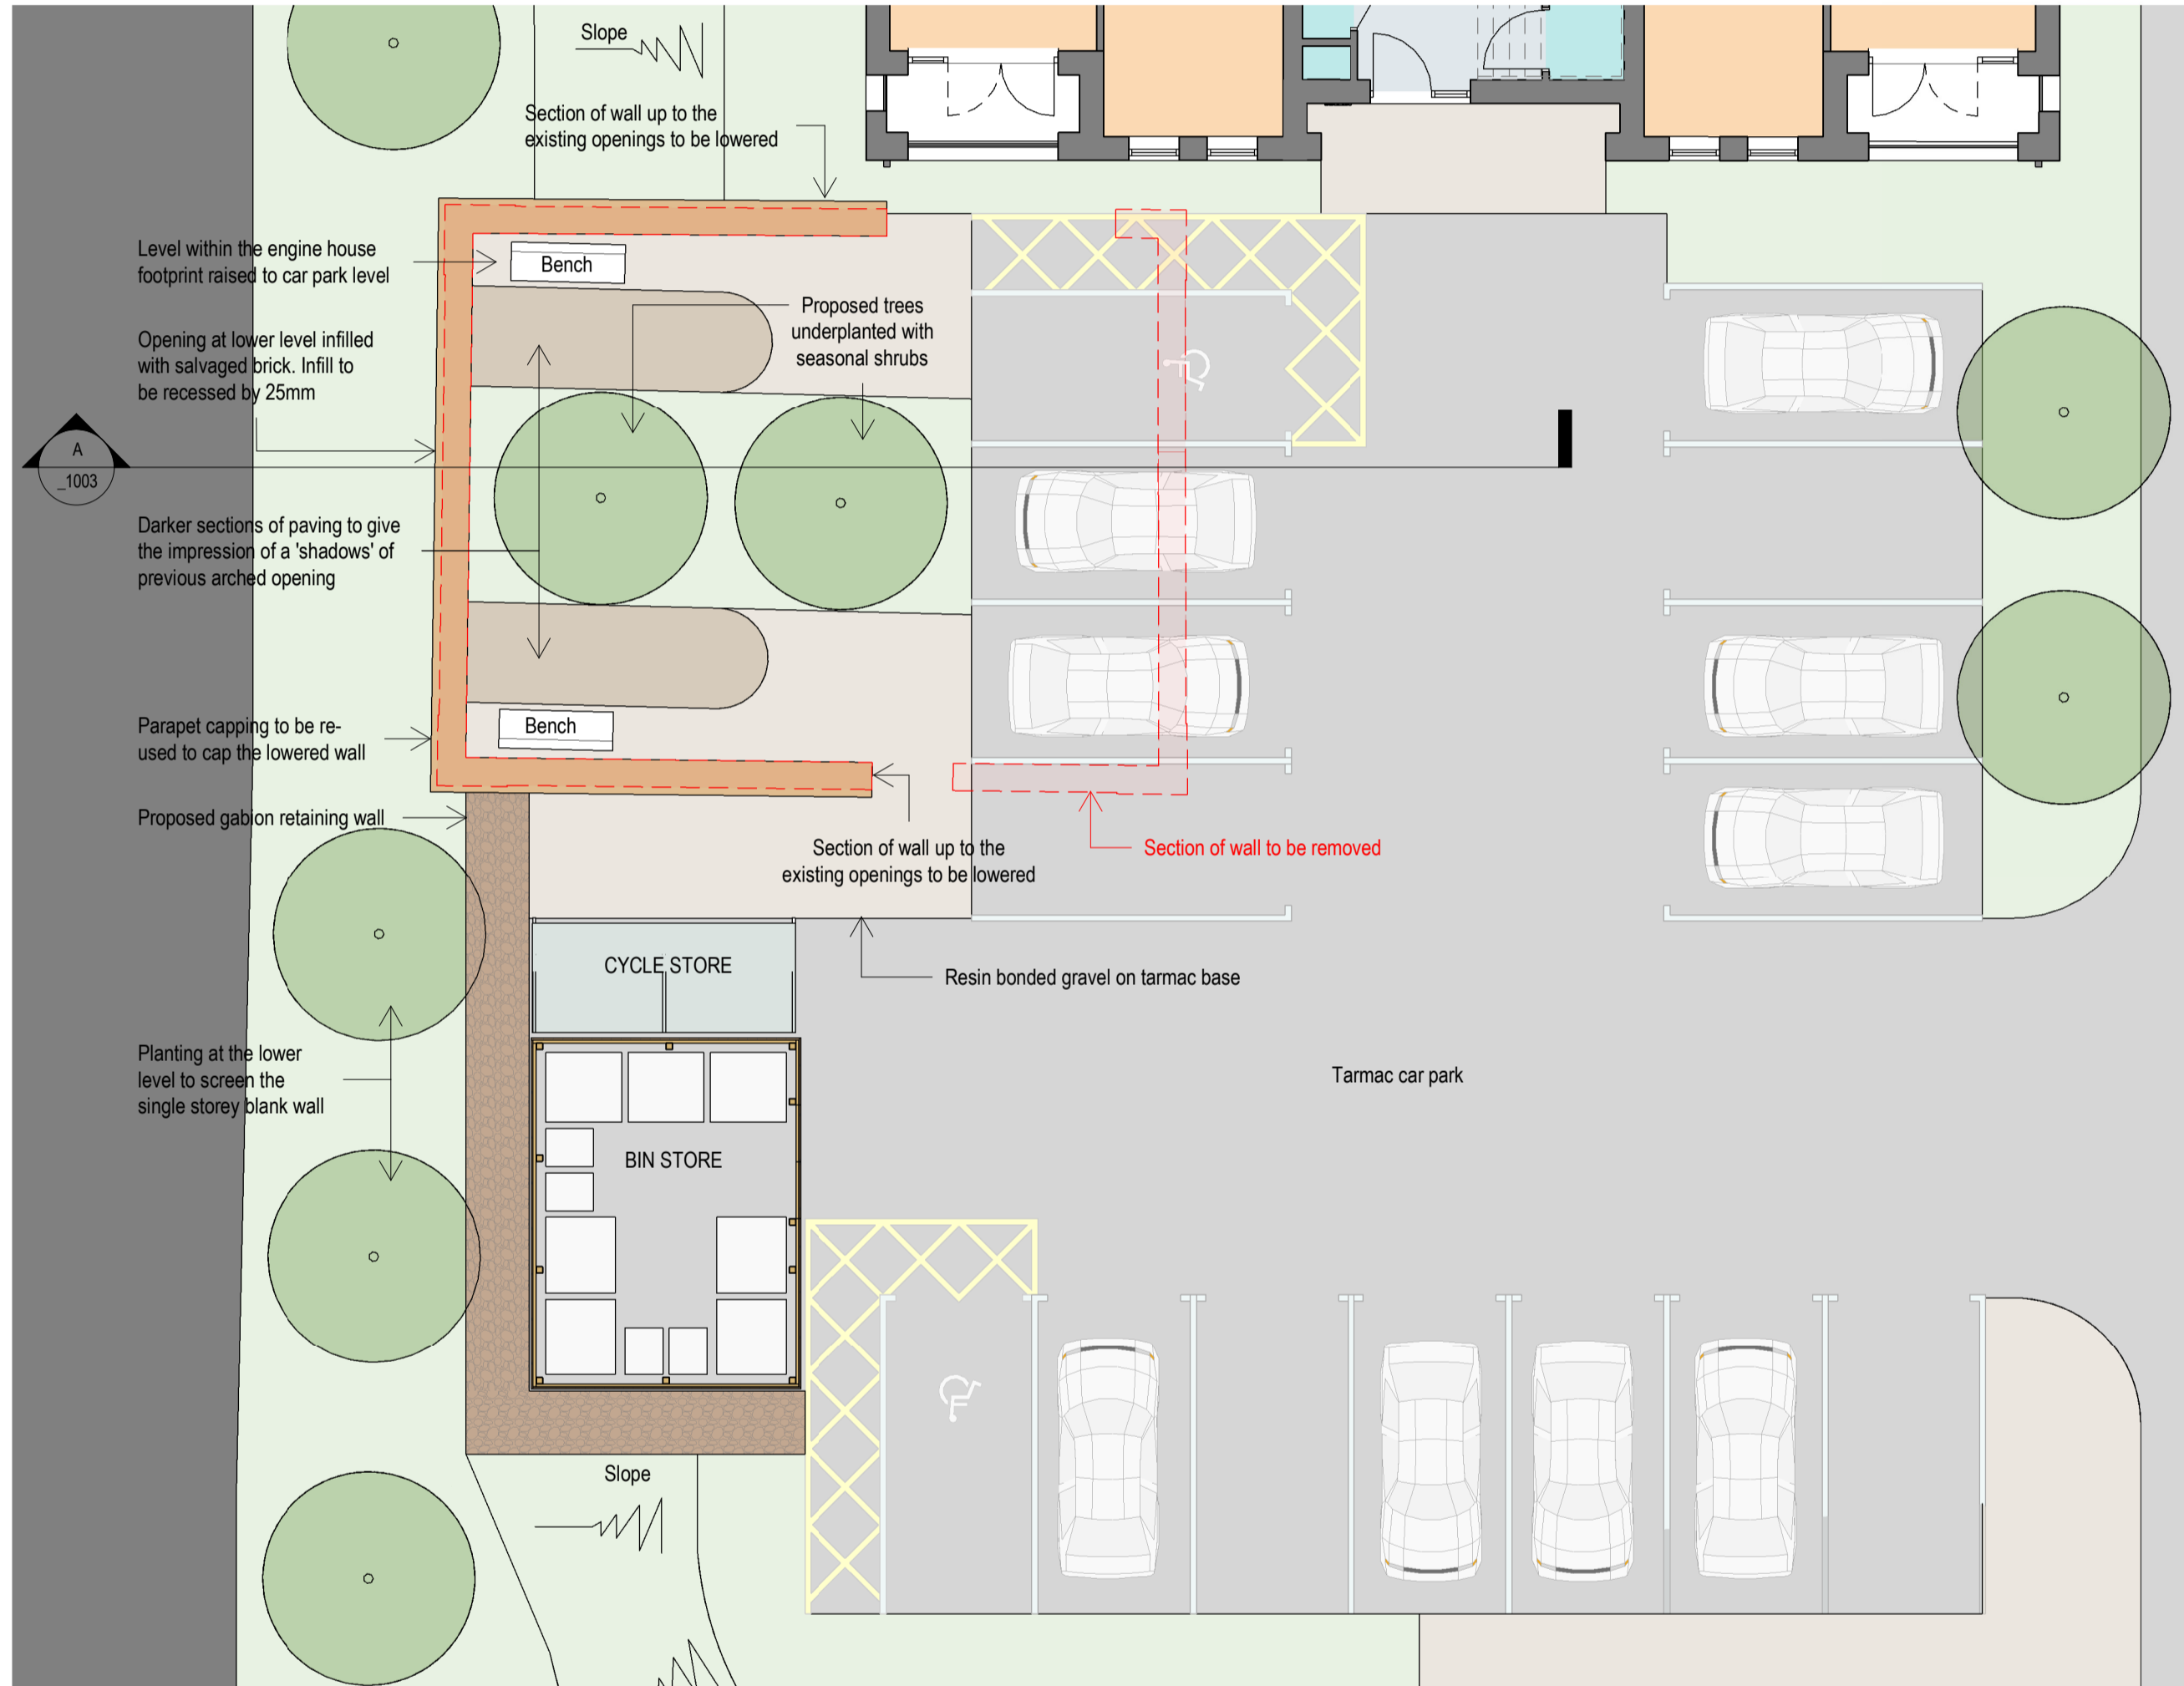 Slope
Section of wall up to the
existing openings to be lowered
Level within the engine house
footprint raised to car park level
Bench
Proposed trees
underplanted with
seasonal shrubs
Opening at lower level infilled
with salvaged brick. Infill to
be recessed by 25mm
A
_1003
Darker sections of paving to give
the impression of a 'shadows' of
previous arched opening
Parapet capping to be re-
used to cap the lowered wall
Bench
Proposed gabion retaining wall
Section of wall up to the
existing openings to be lowered
Section of wall to be removed
CYCLE STORE
Resin bonded gravel on tarmac base
Planting at the lower
level to screen the
single storey blank wall
Tarmac car park
BIN STORE
Slope